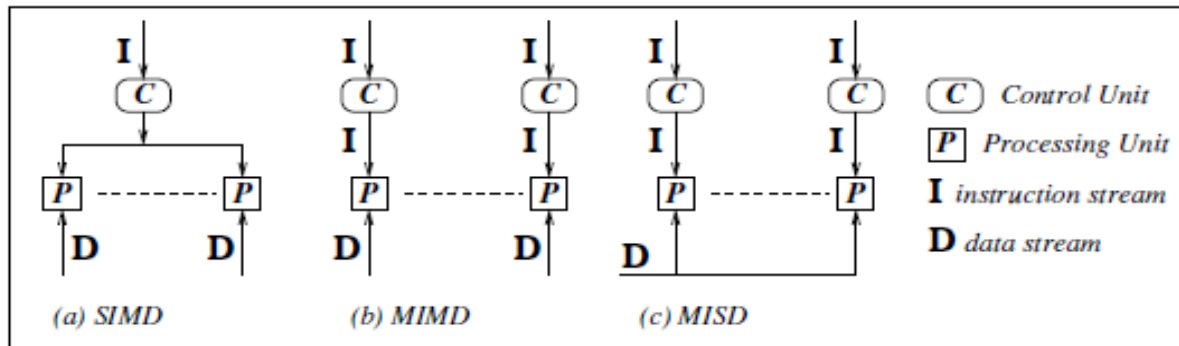 I I I I I
C C C C C C Control Unit
I I I I
P P P P P P P Processing Unit
I instruction stream
D D D D D D data stream
(a) SIMD (b) MIMD (c) MISD